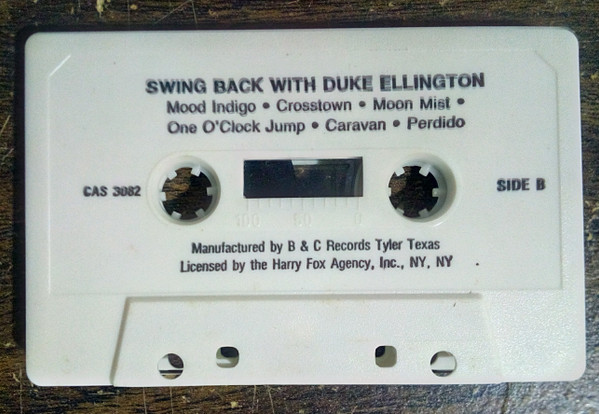 SWING BACK WITH DUKE ELLINGTON
Mood Indigo • Crosstown • Moon Mist •
One O'Clock Jump • Caravan • Perdido
CAS 3082
SIDE B
100 50 0
Manufactured by B & C Records Tyler Texas
Licensed by the Harry Fox Agency, Inc., NY, NY